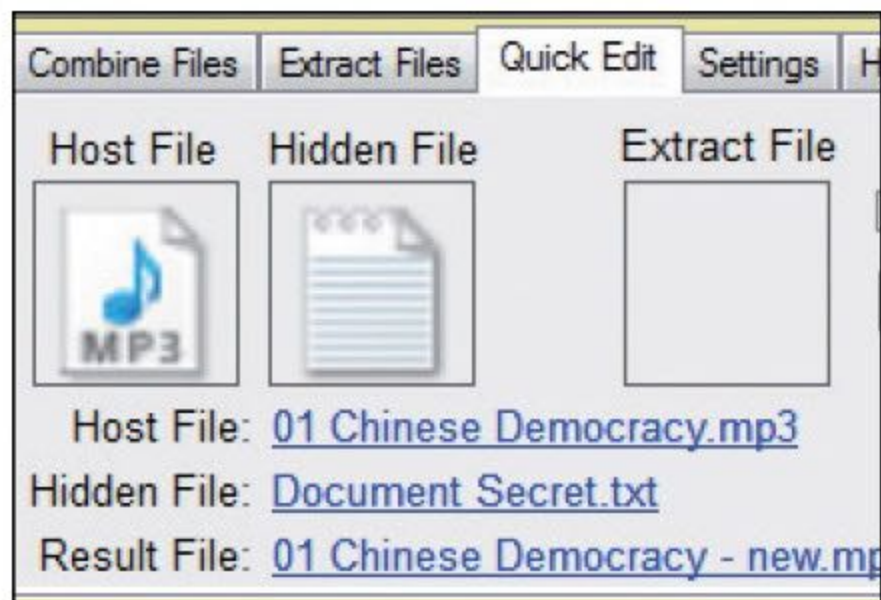 Combine Files Extract Files Quick Edit Settings H
Host File Hidden File Extract File
MP3
Host File: 01 Chinese Democracy.mp3
Hidden File: Document Secret.txt
Result File: 01 Chinese Democracy - new.mp